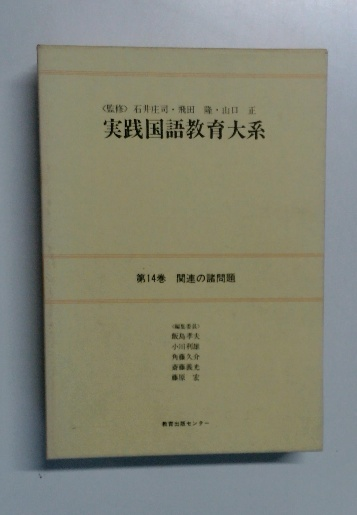 〈監修〉石井庄司・飛田 隆・山口 正
実践国語教育大系
第14巻 関連の諸問題
〈編集委員〉
飯島孝夫
小川利雄
角藤久介
斎藤義光
藤原 宏
教育出版センター